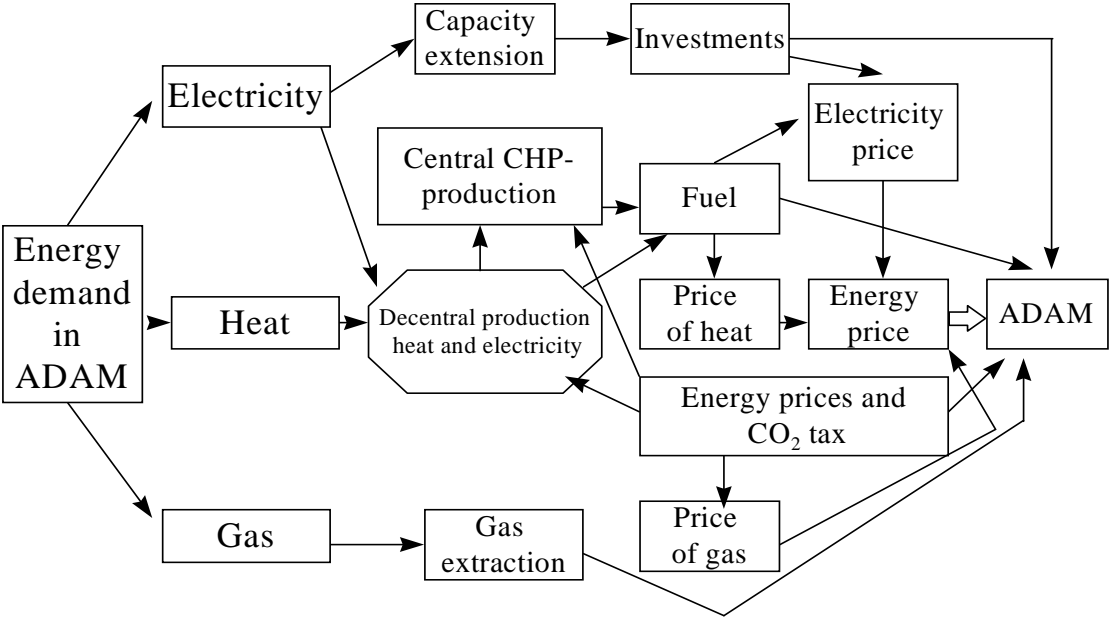 Capacity
extension
Investments
Electricity
Electricity
price
Central CHP-
production
Fuel
Energy
demand
in
ADAM
Heat
Decentral production
heat and electricity
Price
of heat
Energy
price
ADAM
Energy prices and
CO₂ tax
Gas
Gas
extraction
Price
of gas